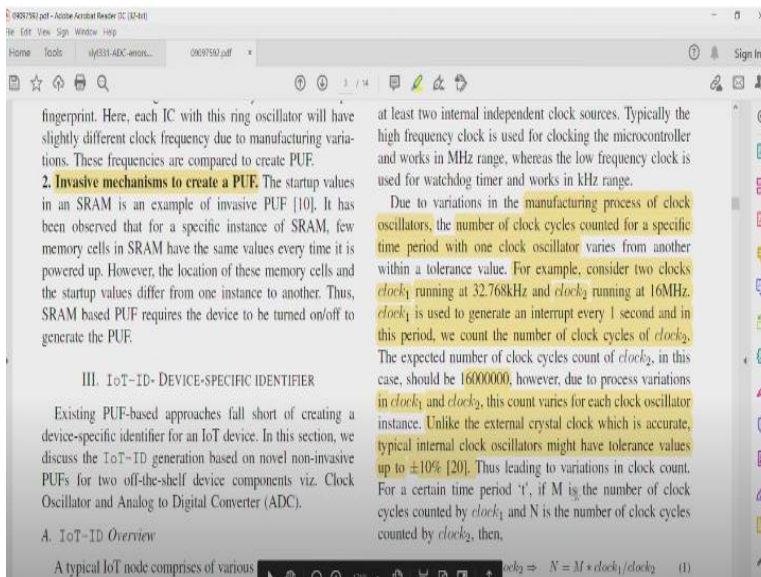 09097592.pdf - Adobe Acrobat Reader DC (32-bit)
File Edit View Sign Window Help
Home Tools slyt331-ADC-errors... 09097592.pdf ×
Sign In
3 / 14
fingerprint. Here, each IC with this ring oscillator will have
slightly different clock frequency due to manufacturing varia-
tions. These frequencies are compared to create PUF.
2. Invasive mechanisms to create a PUF. The startup values
in an SRAM is an example of invasive PUF [10]. It has
been observed that for a specific instance of SRAM, few
memory cells in SRAM have the same values every time it is
powered up. However, the location of these memory cells and
the startup values differ from one instance to another. Thus,
SRAM based PUF requires the device to be turned on/off to
generate the PUF.
III. IoT-ID- DEVICE-SPECIFIC IDENTIFIER
Existing PUF-based approaches fall short of creating a
device-specific identifier for an IoT device. In this section, we
discuss the IoT-ID generation based on novel non-invasive
PUFs for two off-the-shelf device components viz. Clock
Oscillator and Analog to Digital Converter (ADC).
A. IoT-ID Overview
A typical IoT node comprises of various
at least two internal independent clock sources. Typically the
high frequency clock is used for clocking the microcontroller
and works in MHz range, whereas the low frequency clock is
used for watchdog timer and works in kHz range.
Due to variations in the manufacturing process of clock
oscillators, the number of clock cycles counted for a specific
time period with one clock oscillator varies from another
within a tolerance value. For example, consider two clocks
clock₁ running at 32.768kHz and clock₂ running at 16MHz.
clock₁ is used to generate an interrupt every 1 second and in
this period, we count the number of clock cycles of clock₂.
The expected number of clock cycles count of clock₂, in this
case, should be 16000000, however, due to process variations
in clock₁ and clock₂, this count varies for each clock oscillator
instance. Unlike the external crystal clock which is accurate,
typical internal clock oscillators might have tolerance values
up to ±10% [20]. Thus leading to variations in clock count.
For a certain time period 't', if M is the number of clock
cycles counted by clock₁ and N is the number of clock cycles
counted by clock₂, then,
ock₂ ⇒ N = M * clock₁/clock₂ (1)